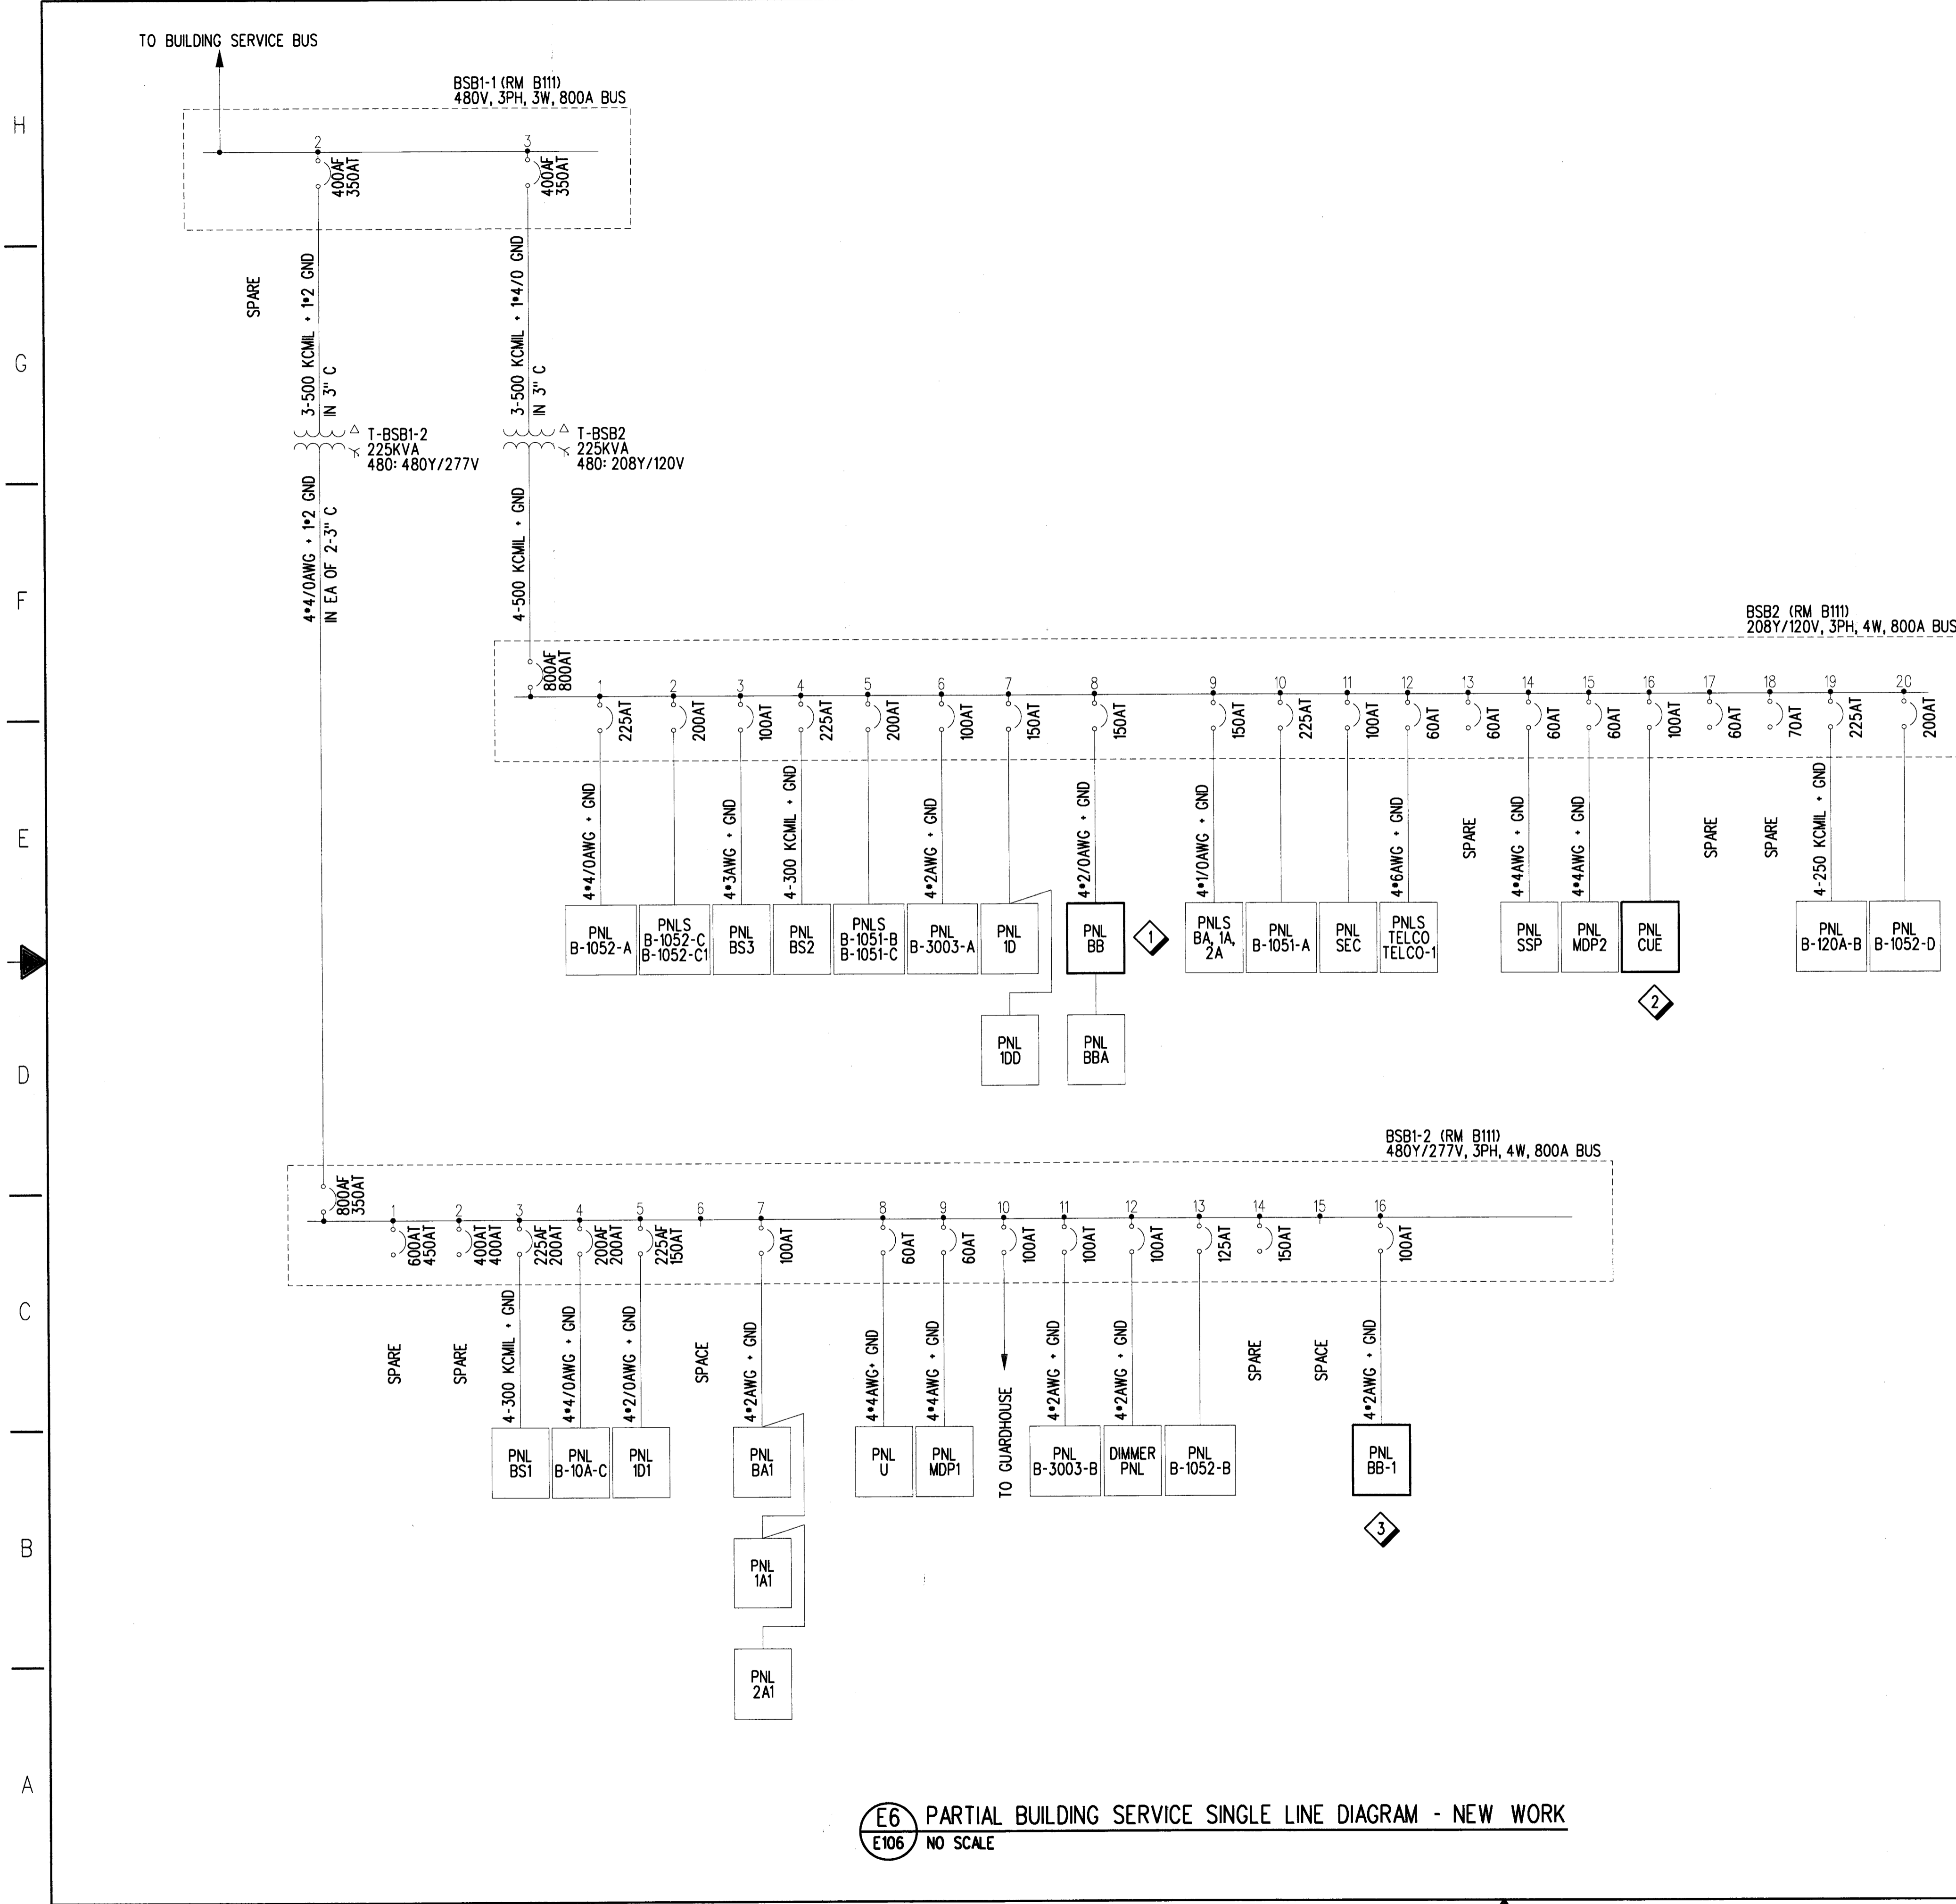 TO BUILDING SERVICE BUS
BSB1-1 (RM B111)
480V, 3PH, 3W, 800A BUS
H
2
3
400AF
350AT
400AF
350AT
SPARE
3-500 KCMIL + 1#2 GND
IN 3" C
3-500 KCMIL + 1#4/0 GND
IN 3" C
G
T-BSB1-2
225KVA
480: 480Y/277V
T-BSB2
225KVA
480: 208Y/120V
4#4/0AWG + 1#2 GND
IN EA OF 2-3" C
4-500 KCMIL + GND
F
BSB2 (RM B111)
208Y/120V, 3PH, 4W, 800A BUS
800AF
800AT
1
2
3
4
5
6
7
8
9
10
11
12
13
14
15
16
17
18
19
20
225AT
200AT
100AT
225AT
200AT
100AT
150AT
150AT
150AT
225AT
100AT
60AT
60AT
60AT
60AT
100AT
60AT
70AT
225AT
200AT
E
4#4/0AWG + GND
4#3AWG + GND
4-300 KCMIL + GND
4#2AWG + GND
4#2/0AWG + GND
4#1/0AWG + GND
4#6AWG + GND
SPARE
4#4AWG + GND
4#4AWG + GND
SPARE
SPARE
4-250 KCMIL + GND
PNL
B-1052-A
PNLS
B-1052-C
B-1052-C1
PNL
BS3
PNL
BS2
PNLS
B-1051-B
B-1051-C
PNL
B-3003-A
PNL
1D
PNL
BB
1
PNLS
BA, 1A,
2A
PNL
B-1051-A
PNL
SEC
PNLS
TELCO
TELCO-1
PNL
SSP
PNL
MDP2
PNL
CUE
PNL
B-120A-B
PNL
B-1052-D
2
PNL
1DD
PNL
BBA
D
BSB1-2 (RM B111)
480Y/277V, 3PH, 4W, 800A BUS
800AF
350AT
1
2
3
4
5
6
7
8
9
10
11
12
13
14
15
16
600AT
450AT
400AT
400AT
225AF
200AT
200AF
200AT
225AF
150AT
100AT
60AT
60AT
100AT
100AT
100AT
125AT
150AT
100AT
C
SPARE
SPARE
4-300 KCMIL + GND
4#4/0AWG + GND
4#2/0AWG + GND
SPACE
4#2AWG + GND
4#4AWG+ GND
4#4AWG + GND
TO GUARDHOUSE
4#2AWG + GND
4#2AWG + GND
SPARE
SPACE
4#2AWG + GND
PNL
BS1
PNL
B-10A-C
PNL
1D1
PNL
BA1
PNL
U
PNL
MDP1
PNL
B-3003-B
DIMMER
PNL
PNL
B-1052-B
PNL
BB-1
3
B
PNL
1A1
PNL
2A1
A
E6
E106
PARTIAL BUILDING SERVICE SINGLE LINE DIAGRAM - NEW WORK
NO SCALE